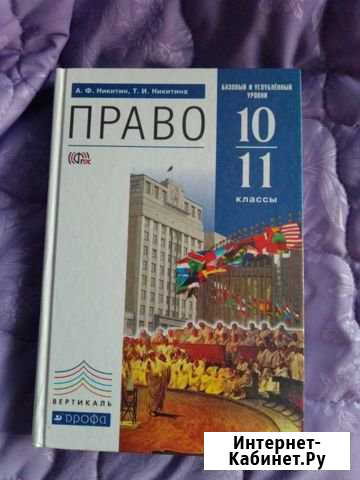 А. Ф. Никитин, Т. И. Никитина
БАЗОВЫЙ И УГЛУБЛЁННЫЙ
УРОВНИ
ПРАВО
10
11
КЛАССЫ
ФГОС
ВЕРТИКАЛЬ
дрофа
Интернет-
Кабинет.Ру